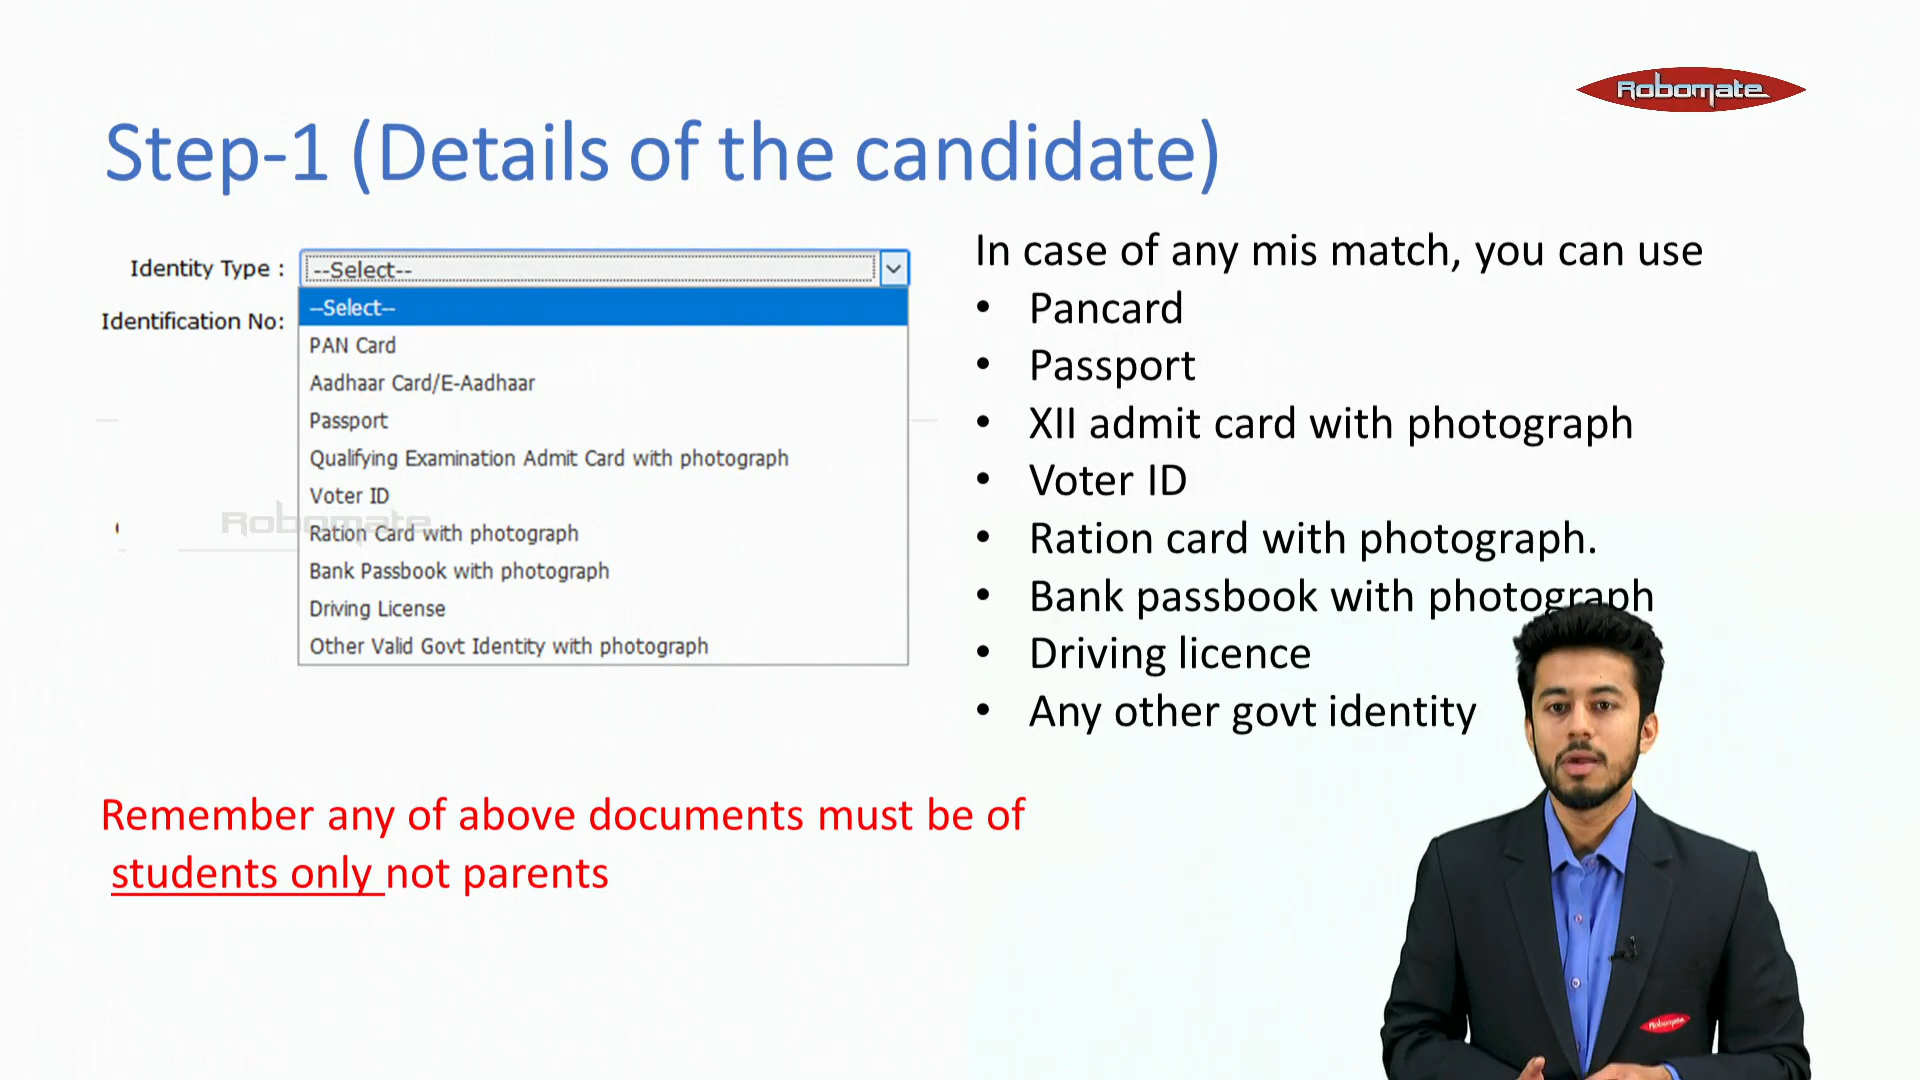 Robomate
Step-1 (Details of the candidate)
Identity Type :
--Select--
--Select--
Identification No:
PAN Card
Aadhaar Card/E-Aadhaar
Passport
Qualifying Examination Admit Card with photograph
Voter ID
Robomate
Ration Card with photograph
Bank Passbook with photograph
Driving License
Other Valid Govt Identity with photograph
In case of any mis match, you can use
• Pancard
• Passport
• XII admit card with photograph
• Voter ID
• Ration card with photograph.
• Bank passbook with photograph
• Driving licence
• Any other govt identity
Remember any of above documents must be of
students only not parents
Robomate